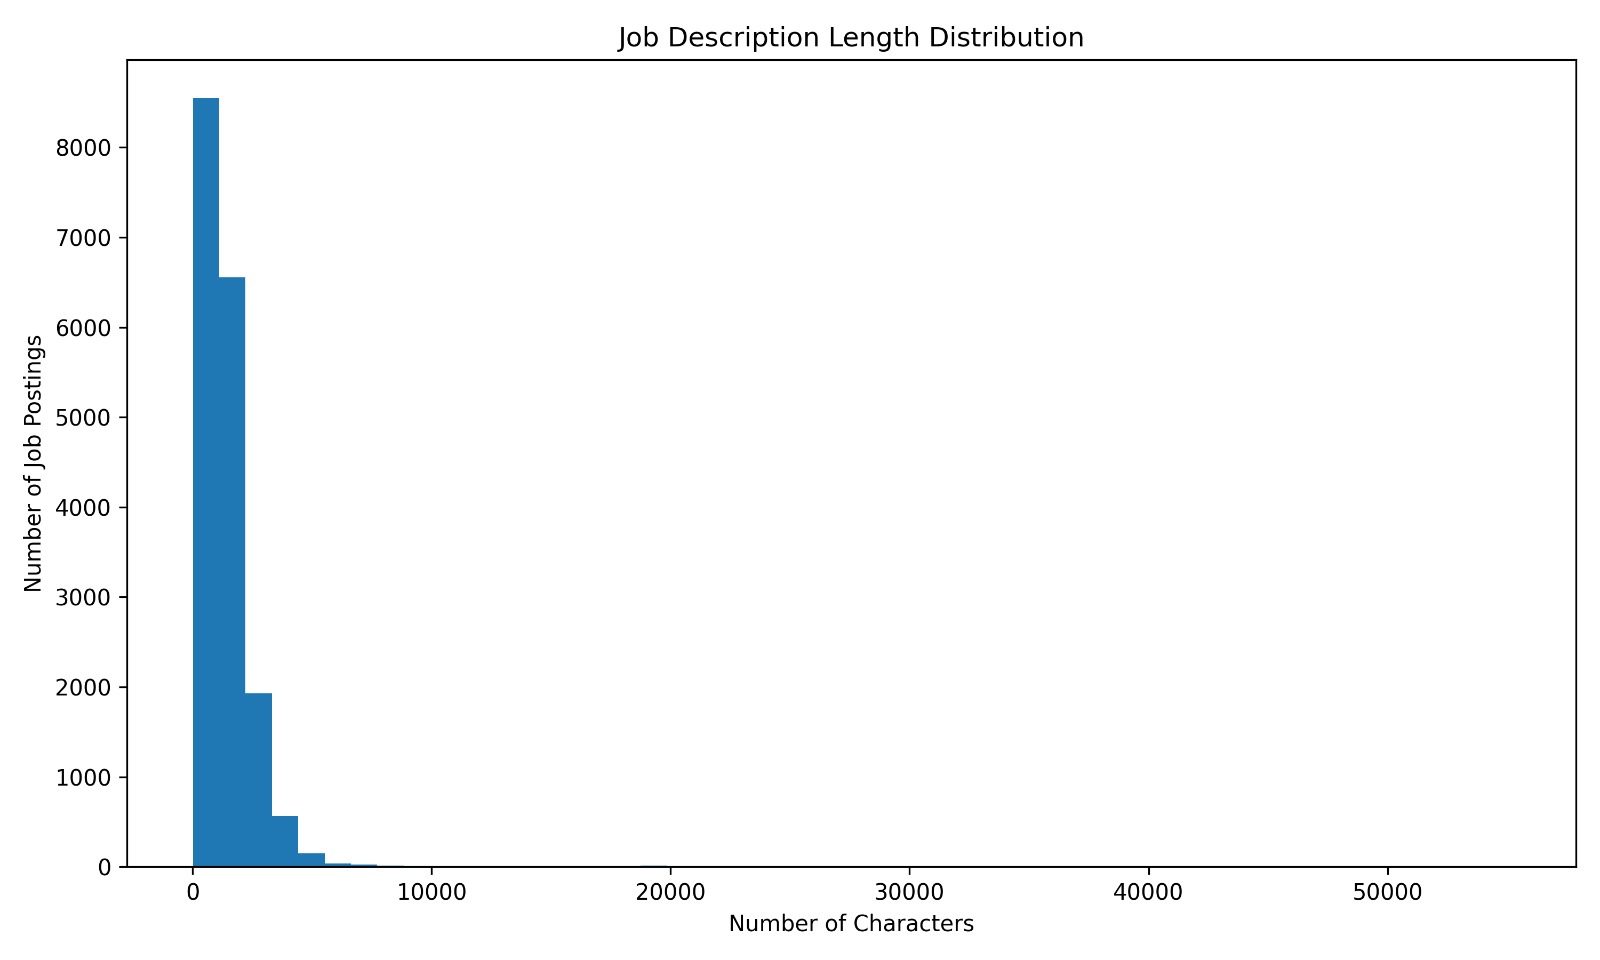 Job Description Length Distribution
Number of Job Postings
8000
7000
6000
5000
4000
3000
2000
1000
0
0 10000 20000 30000 40000 50000
Number of Characters